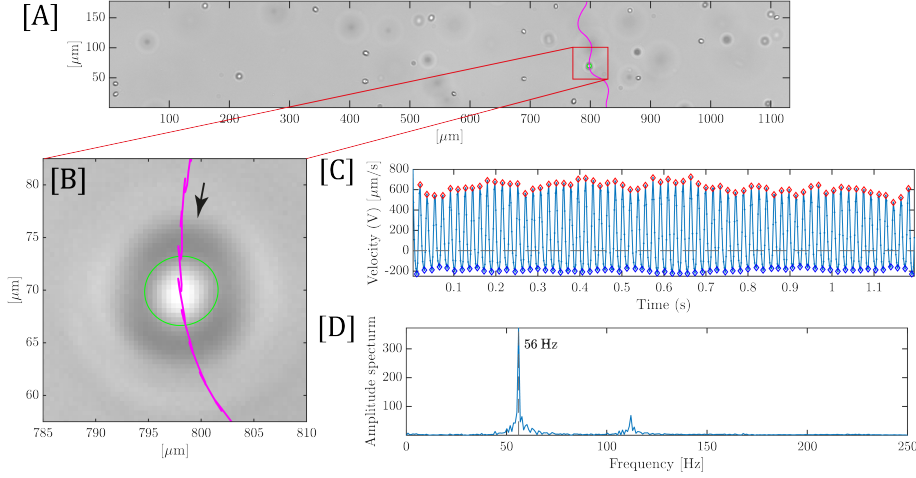 [A]
150
100
50
[μm]
100 200 300 400 500 600 700 800 900 1000 1100
[μm]
[B]
80
75
70
65
60
[μm]
785 790 795 800 805 810
[μm]
[C]
800
600
400
200
0
-200
Velocity (V) [μm/s]
0.1 0.2 0.3 0.4 0.5 0.6 0.7 0.8 0.9 1 1.1
Time (s)
[D]
300
200
100
Amplitude specturm
56 Hz
0 50 100 150 200 250
Frequency [Hz]